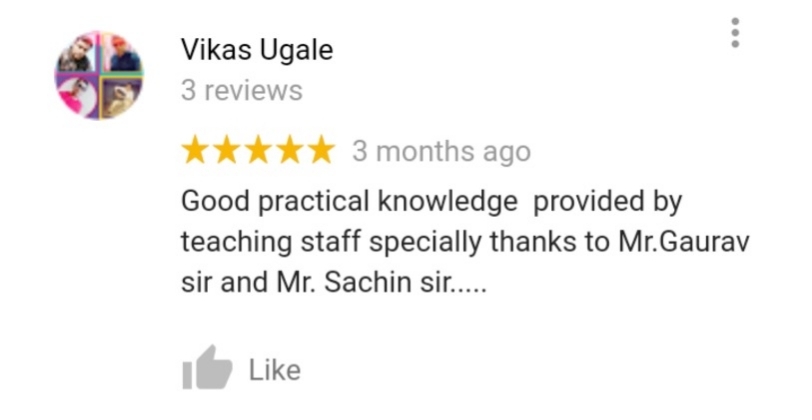 Vikas Ugale
3 reviews
3 months ago
Good practical knowledge  provided by
teaching staff specially thanks to Mr.Gaurav
sir and Mr. Sachin sir.....
Like